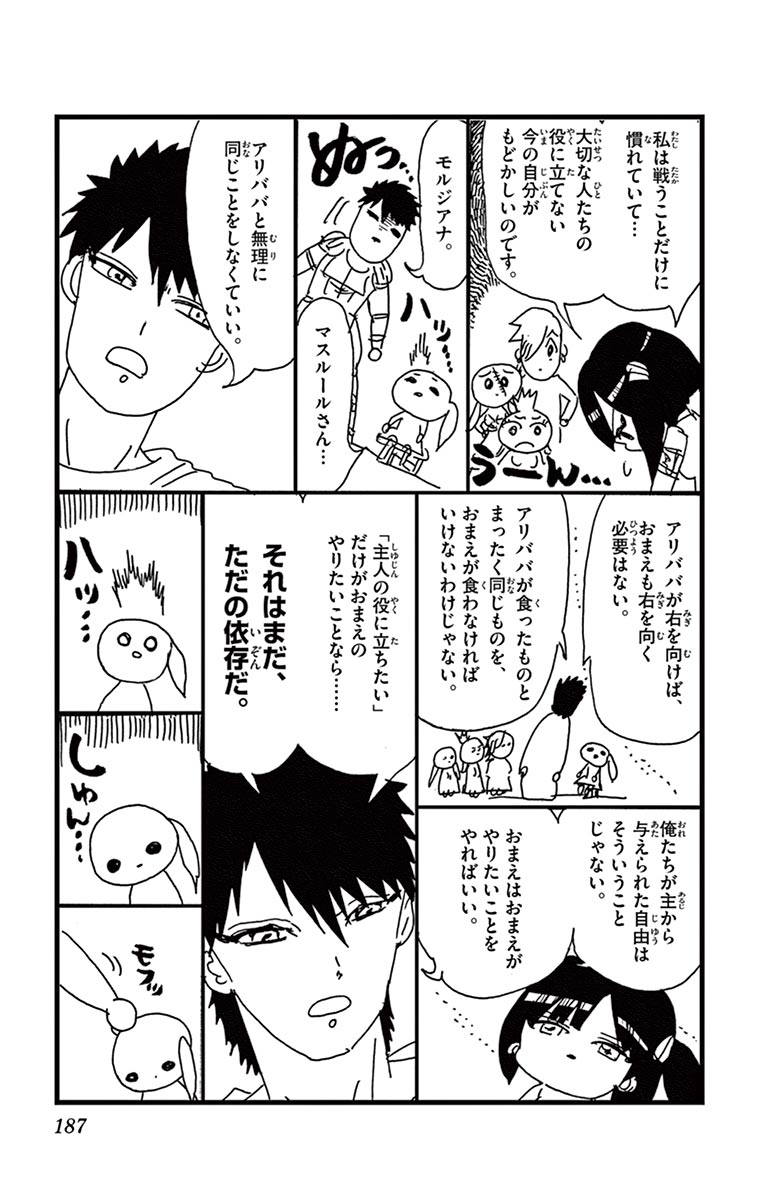 私は戦うことだけに
慣れていて…
大切な人たちの
役に立てない
今の自分が
もどかしいのです。
うーん…
ぬっ…
モルジアナ。
ハッ…
マスルールさん…
アリババと無理に
同じことをしなくていい。
アリババが右を向けば、
おまえも右を向く
必要はない。
アリババが食ったものと
まったく同じものを、
おまえが食わなければ
いけないわけじゃない。
俺たちが主から
与えられた自由は
そういうこと
じゃない。
おまえはおまえが
やりたいことを
やればいい。
「主人の役に立ちたい」
だけがおまえの
やりたいことなら……
それはまだ、
ただの依存だ。
ハッ…
しゅん…
モフッ
187